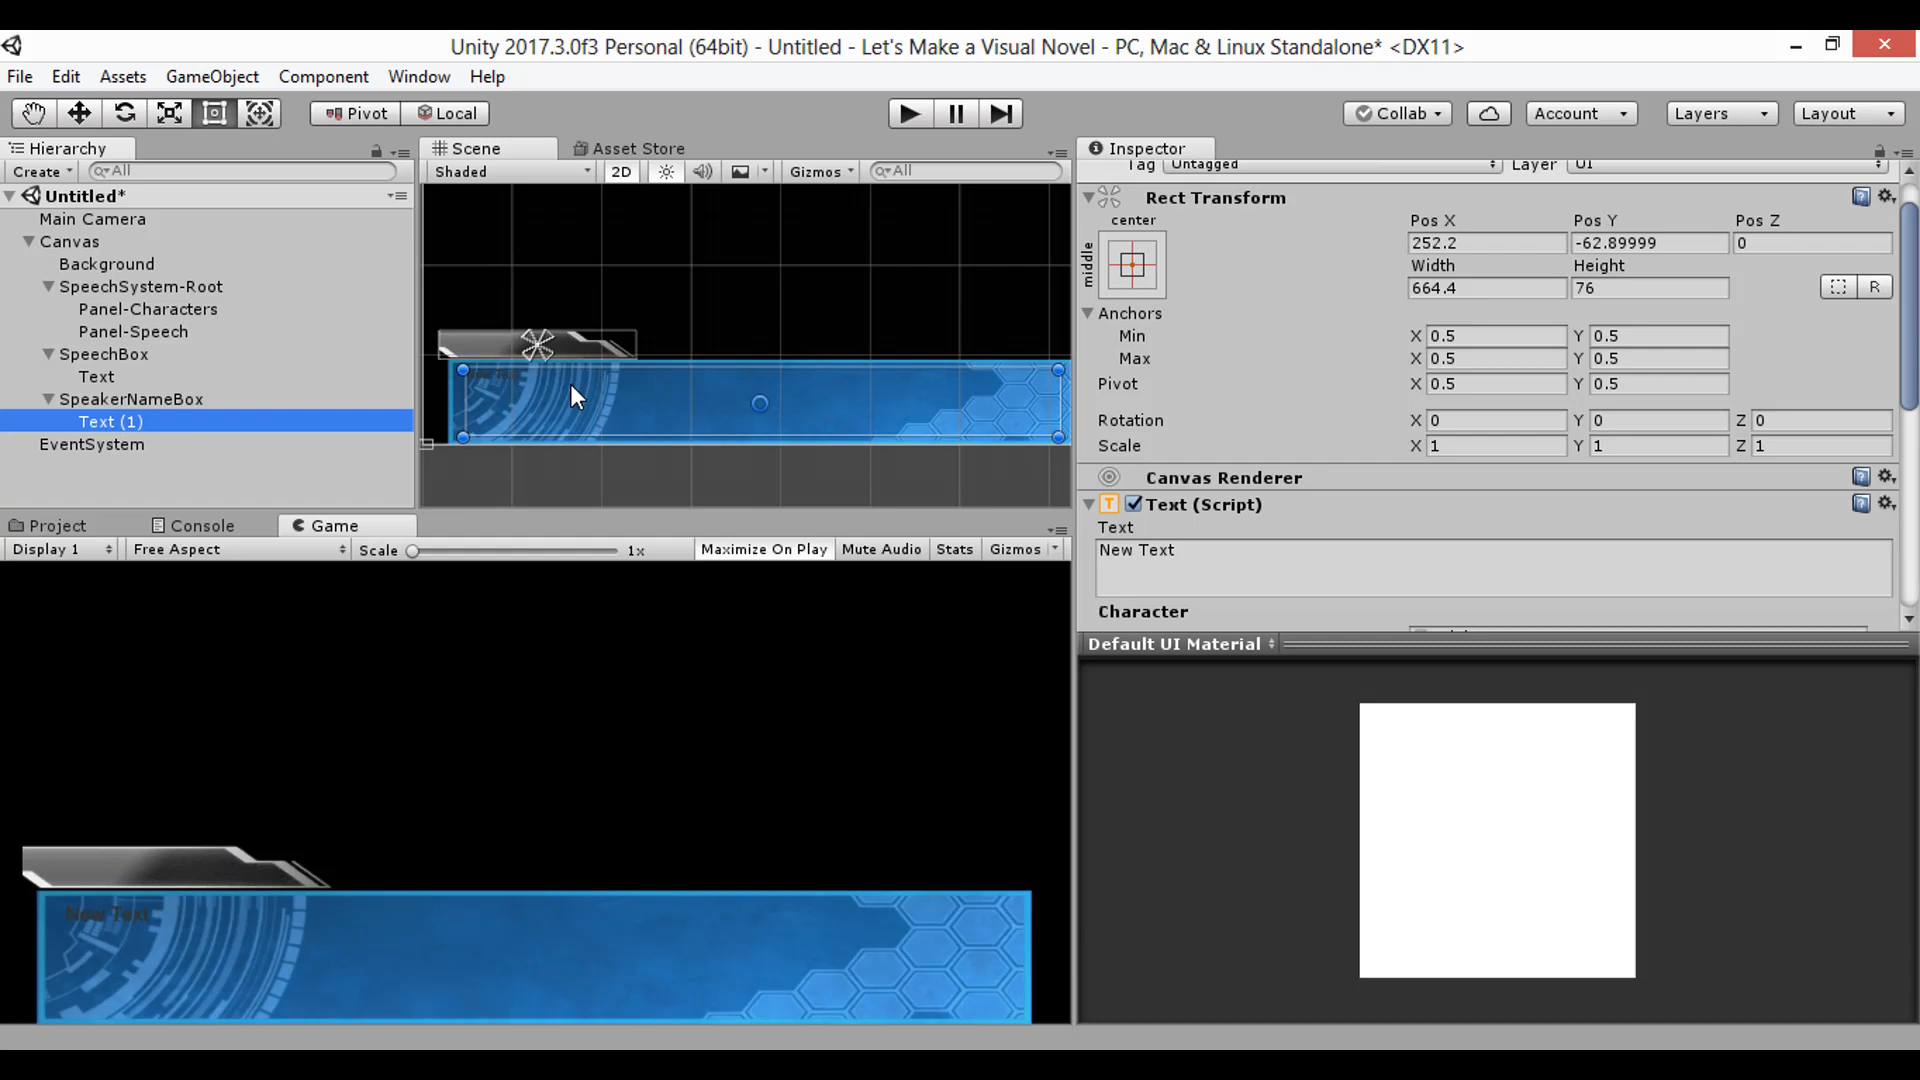 Unity 2017.3.0f3 Personal (64bit) - Untitled - Let's Make a Visual Novel - PC, Mac & Linux Standalone* <DX11>
File Edit Assets GameObject Component Window Help
Pivot Local Collab Account Layers Layout
Hierarchy
Create All
Untitled*
Main Camera
Canvas
Background
SpeechSystem-Root
Panel-Characters
Panel-Speech
SpeechBox
Text
SpeakerNameBox
Text (1)
EventSystem
Scene Asset Store
Shaded 2D Gizmos All
Inspector
Tag Untagged Layer UI
Rect Transform
center
middle
Pos X Pos Y Pos Z
252.2 -62.89999 0
Width Height
664.4 76
R
Anchors
Min X 0.5 Y 0.5
Max X 0.5 Y 0.5
Pivot X 0.5 Y 0.5
Rotation X 0 Y 0 Z 0
Scale X 1 Y 1 Z 1
Canvas Renderer
Text (Script)
Text
New Text
Character
Default UI Material
Project Console Game
Display 1 Free Aspect Scale 1x Maximize On Play Mute Audio Stats Gizmos
New Text